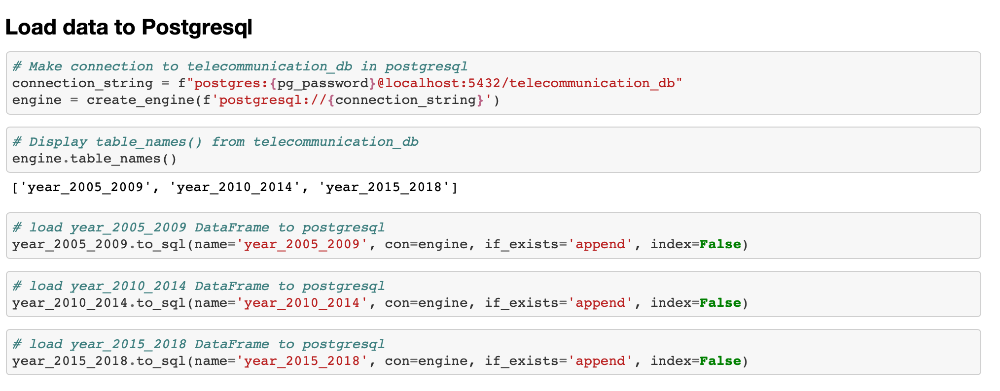 Load data to Postgresql
# Make connection to telecommunication_db in postgresql
connection_string = f"postgres:{pg_password}@localhost:5432/telecommunication_db"
engine = create_engine(f'postgresql://{connection_string}')
# Display table_names() from telecommunication_db
engine.table_names()
['year_2005_2009', 'year_2010_2014', 'year_2015_2018']
# load year_2005_2009 DataFrame to postgresql
year_2005_2009.to_sql(name='year_2005_2009', con=engine, if_exists='append', index=False)
# load year_2010_2014 DataFrame to postgresql
year_2010_2014.to_sql(name='year_2010_2014', con=engine, if_exists='append', index=False)
# load year_2015_2018 DataFrame to postgresql
year_2015_2018.to_sql(name='year_2015_2018', con=engine, if_exists='append', index=False)